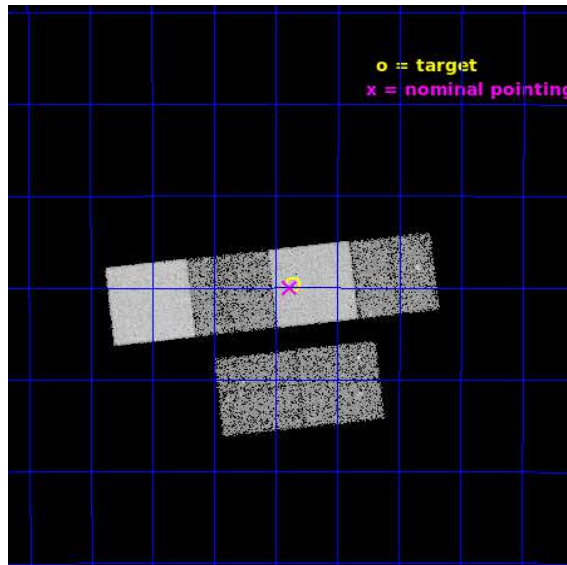 o = target
x = nominal pointing